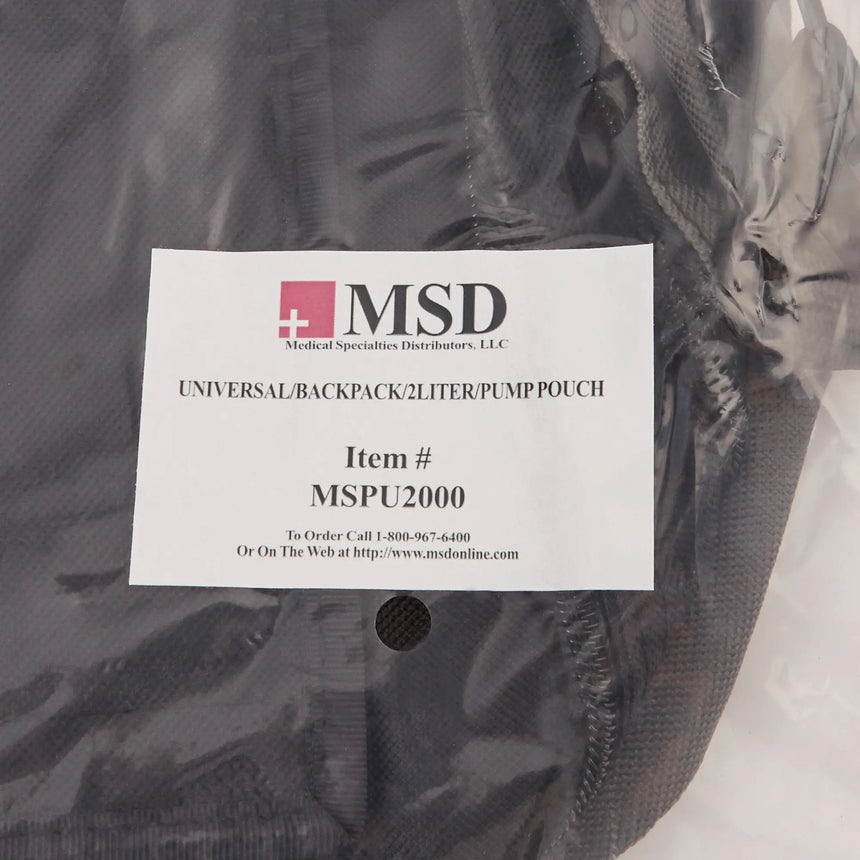 MSD
Medical Specialties Distributors, LLC
UNIVERSAL/BACKPACK/2LITER/PUMP POUCH
Item #
MSPU2000
To Order Call 1-800-967-6400
Or On The Web at http://www.msdonline.com